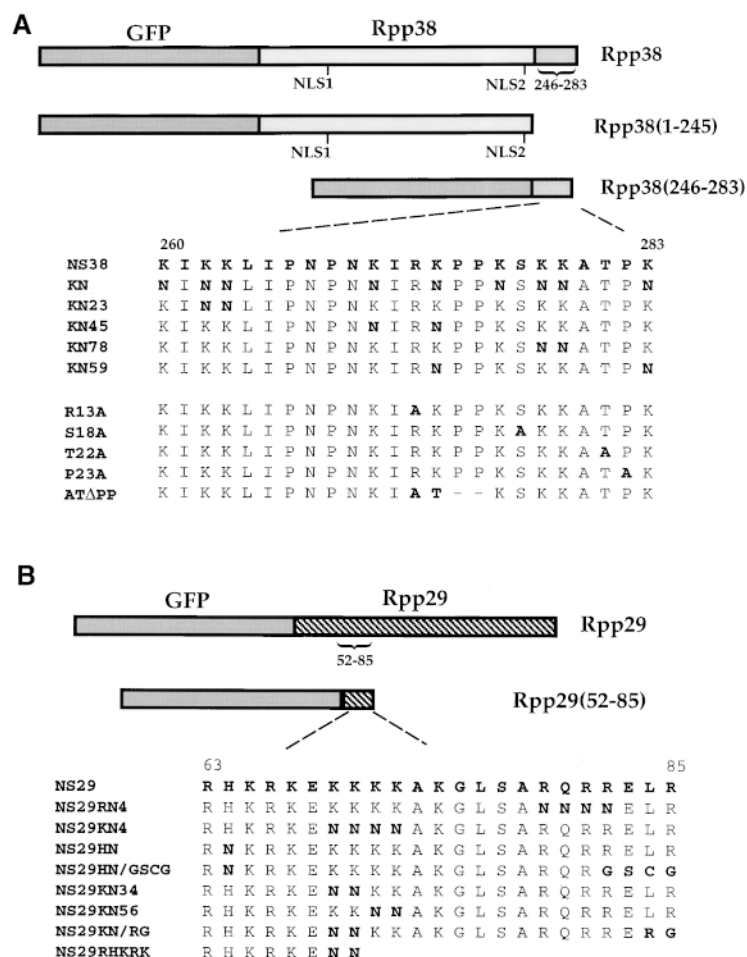 A
GFP Rpp38
Rpp38
NLS1 NLS2 246-283
Rpp38(1-245)
NLS1 NLS2
Rpp38(246-283)
260 283
NS38 K I K K L I P N P N K I R K P P K S K K A T P K
KN N I N N L I P N P N N I R N P P N S N N A T P N
KN23 K I N N L I P N P N K I R K P P K S K K A T P K
KN45 K I K K L I P N P N N I R N P P K S K K A T P K
KN78 K I K K L I P N P N K I R K P P K S N N A T P K
KN59 K I K K L I P N P N K I R N P P K S K K A T P N
R13A K I K K L I P N P N K I A K P P K S K K A T P K
S18A K I K K L I P N P N K I R K P P K A K K A T P K
T22A K I K K L I P N P N K I R K P P K S K K A A P K
P23A K I K K L I P N P N K I R K P P K S K K A T A K
ATΔPP K I K K L I P N P N K I A T - - K S K K A T P K
B
GFP Rpp29
Rpp29
52-85
Rpp29(52-85)
63 85
NS29 R H K R K E K K K K A K G L S A R Q R R E L R
NS29RN4 R H K R K E K K K K A K G L S A N N N N E L R
NS29KN4 R H K R K E N N N N A K G L S A R Q R R E L R
NS29HN R N K R K E K K K K A K G L S A R Q R R E L R
NS29HN/GSCG R N K R K E K K K K A K G L S A R Q R G S C G
NS29KN34 R H K R K E N N K K A K G L S A R Q R R E L R
NS29KN56 R H K R K E K K N N A K G L S A R Q R R E L R
NS29KN/RG R H K R K E N N K K A K G L S A R Q R R E R G
NS29RHKRK R H K R K E N N